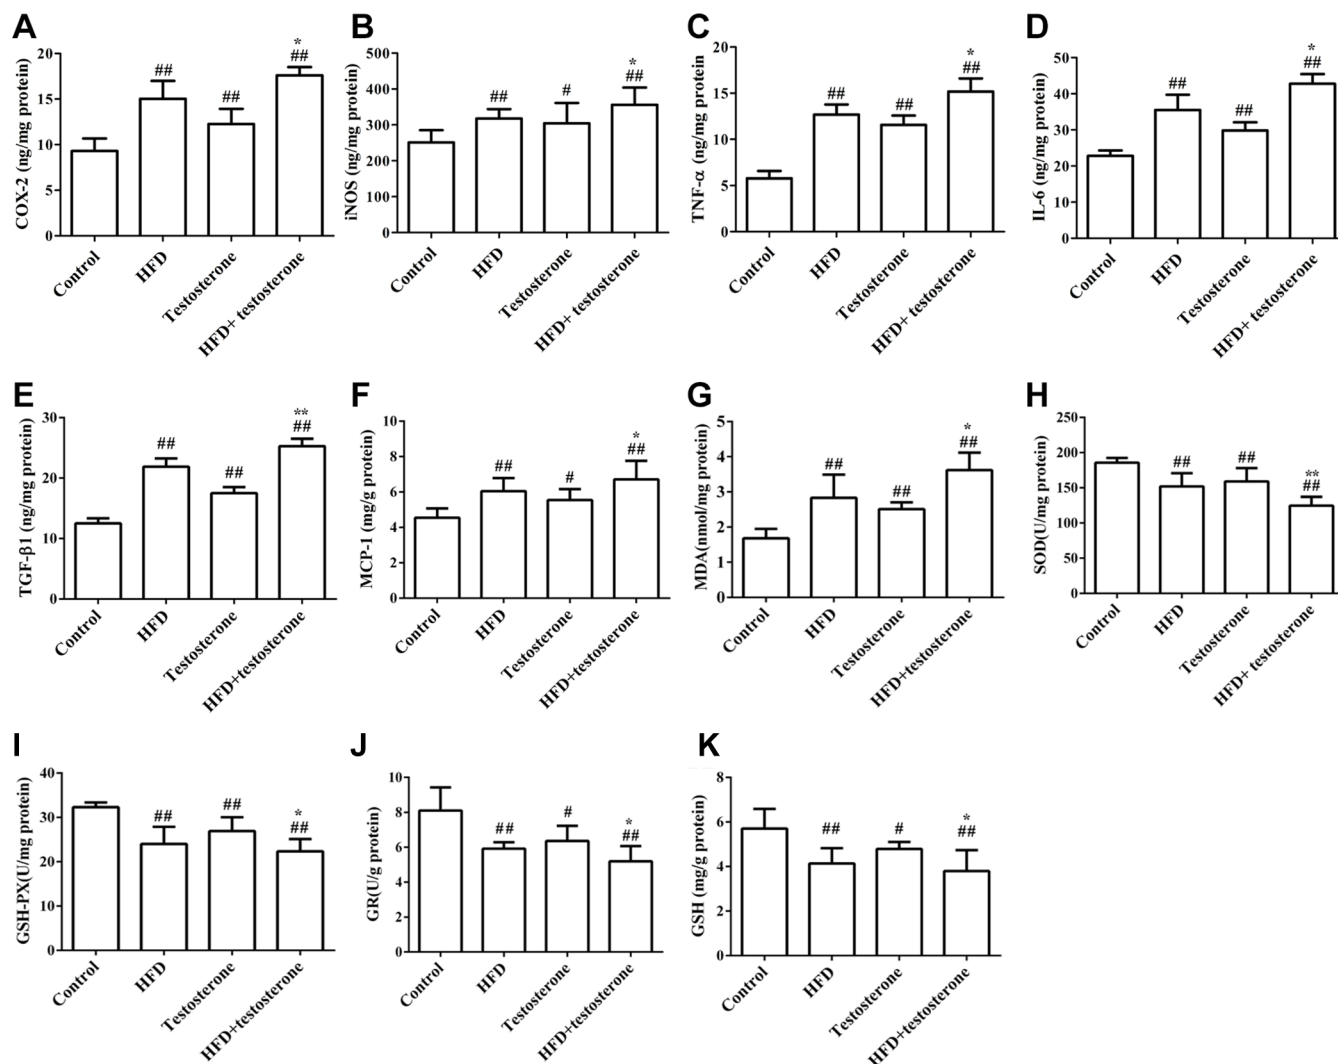 A
COX-2 (ng/mg protein)
20
15
10
5
0
##
##
*
##
Control
HFD
Testosterone
HFD+ testosterone
B
iNOS (ng/mg protein)
500
400
300
200
100
0
##
#
*
##
Control
HFD
Testosterone
HFD+ testosterone
C
TNF-α (ng/mg protein)
20
15
10
5
0
##
##
*
##
Control
HFD
Testosterone
HFD+ testosterone
D
IL-6 (ng/mg protein)
50
40
30
20
10
0
##
##
*
##
Control
HFD
Testosterone
HFD+ testosterone
E
TGF-β1 (ng/mg protein)
30
20
10
0
##
##
**
##
Control
HFD
Testosterone
HFD+testosterone
F
MCP-1 (mg/g protein)
10
8
6
4
2
0
##
#
*
##
Control
HFD
Testosterone
HFD+testosterone
G
MDA(nmol/mg protein)
5
4
3
2
1
0
##
##
*
##
Control
HFD
Testosterone
HFD+testosterone
H
SOD(U/mg protein)
250
200
150
100
50
0
##
##
**
##
Control
HFD
Testosterone
HFD+ testosterone
I
GSH-PX(U/mg protein)
40
30
20
10
0
##
##
*
##
Control
HFD
Testosterone
HFD+testosterone
J
GR(U/g protein)
10
8
6
4
2
0
##
#
*
##
Control
HFD
Testosterone
HFD+testosterone
K
GSH (mg/g protein)
8
6
4
2
0
##
#
*
##
Control
HFD
Testosterone
HFD+testosterone